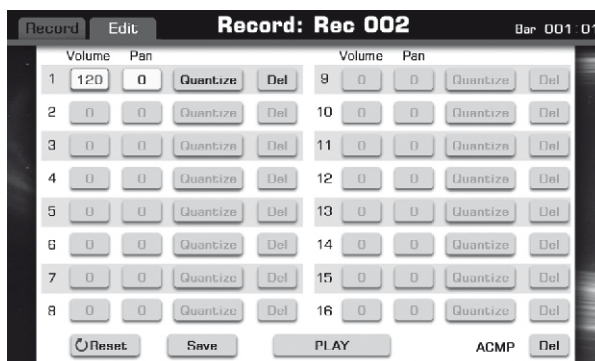 Record Edit Record: Rec 002 Bar 001:01
Volume Pan Volume Pan
1 120 0 Quantize Del 9 0 0 Quantize Del
2 0 0 Quantize Del 10 0 0 Quantize Del
3 0 0 Quantize Del 11 0 0 Quantize Del
4 0 0 Quantize Del 12 0 0 Quantize Del
5 0 0 Quantize Del 13 0 0 Quantize Del
6 0 0 Quantize Del 14 0 0 Quantize Del
7 0 0 Quantize Del 15 0 0 Quantize Del
8 0 0 Quantize Del 16 0 0 Quantize Del
Reset Save PLAY ACMP Del